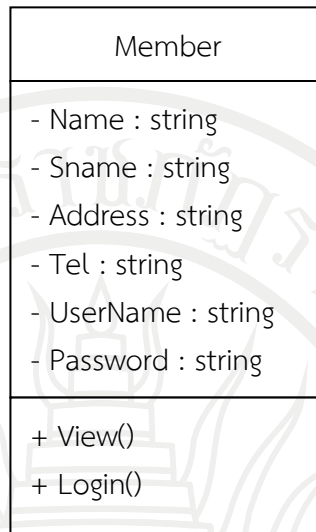 Member
- Name : string
- Sname : string
- Address : string
- Tel : string
- UserName : string
- Password : string
+ View()
+ Login()